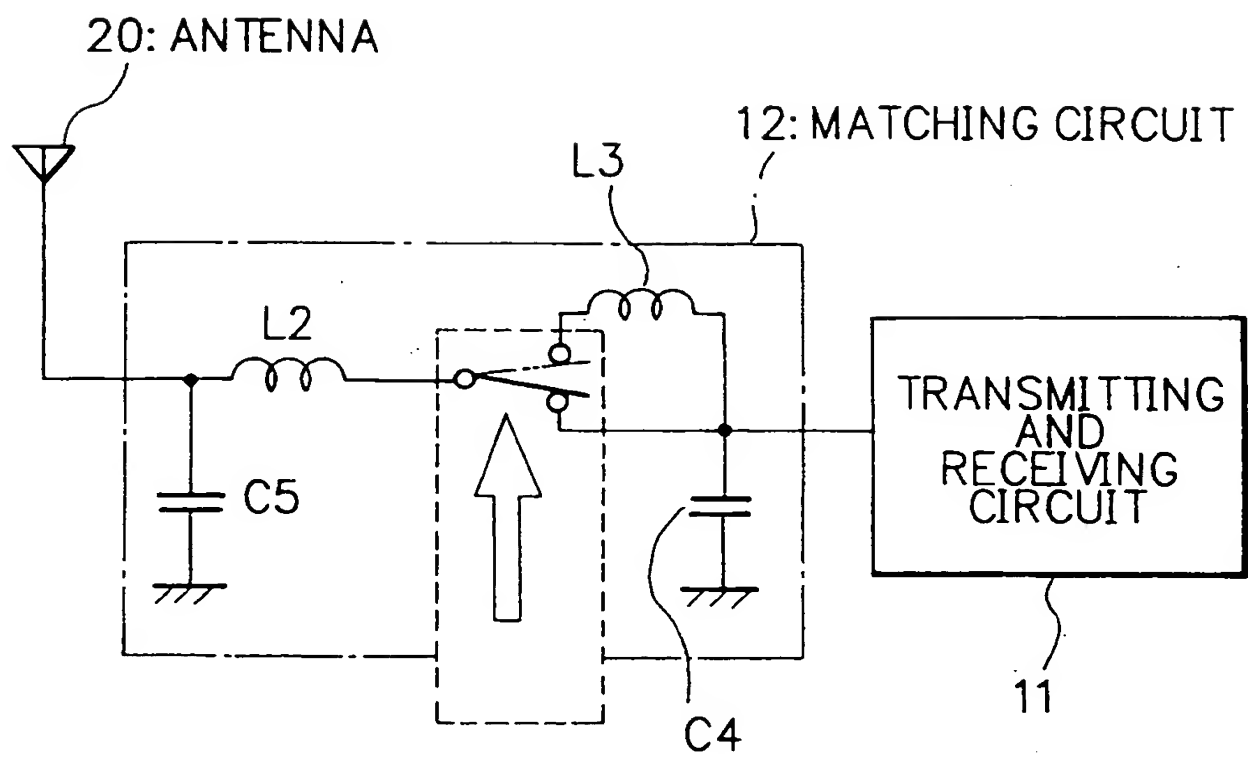 20: ANTENNA
12: MATCHING CIRCUIT
L3
L2
C5
TRANSMITTING
AND
RECEIVING
CIRCUIT
11
C4